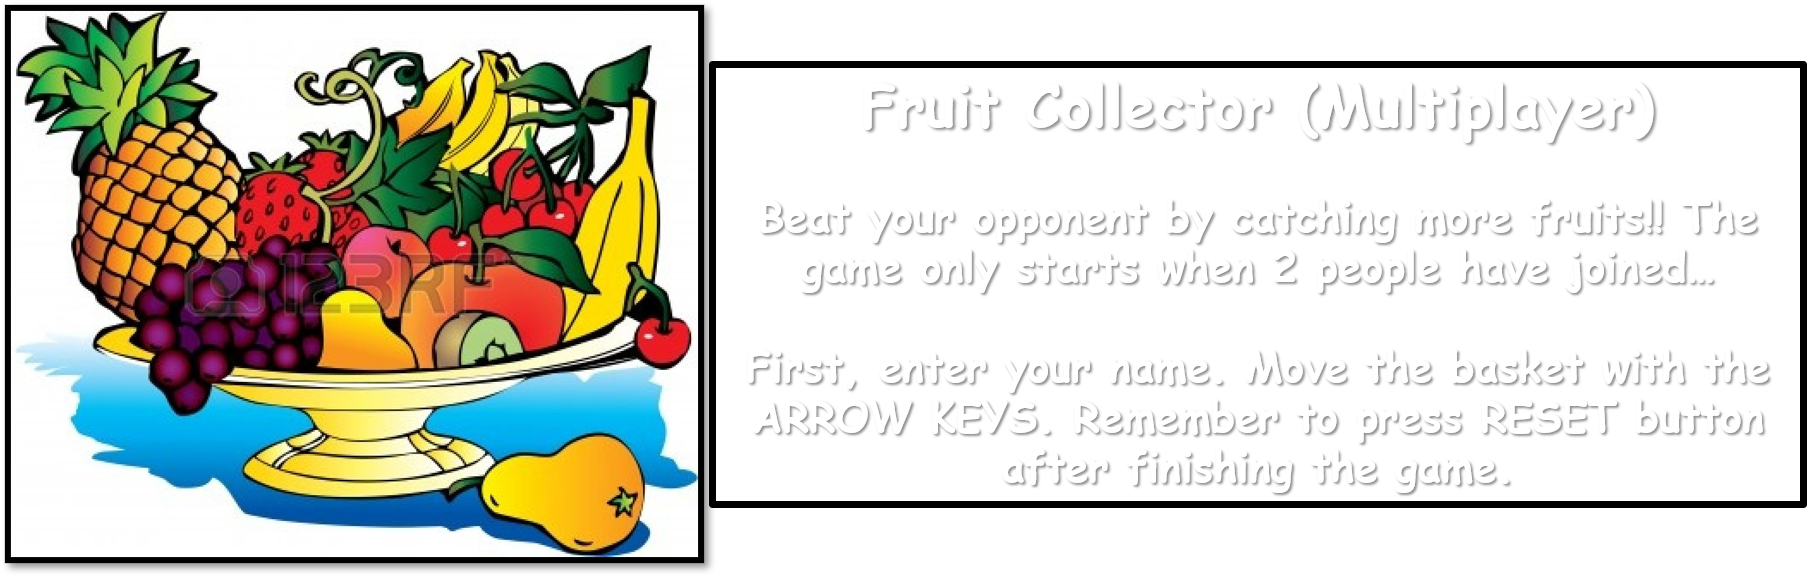 Fruit Collector (Multiplayer)
Beat your opponent by catching more fruits!! The
game only starts when 2 people have joined...
First, enter your name. Move the basket with the
ARROW KEYS. Remember to press RESET button
after finishing the game.
123RF